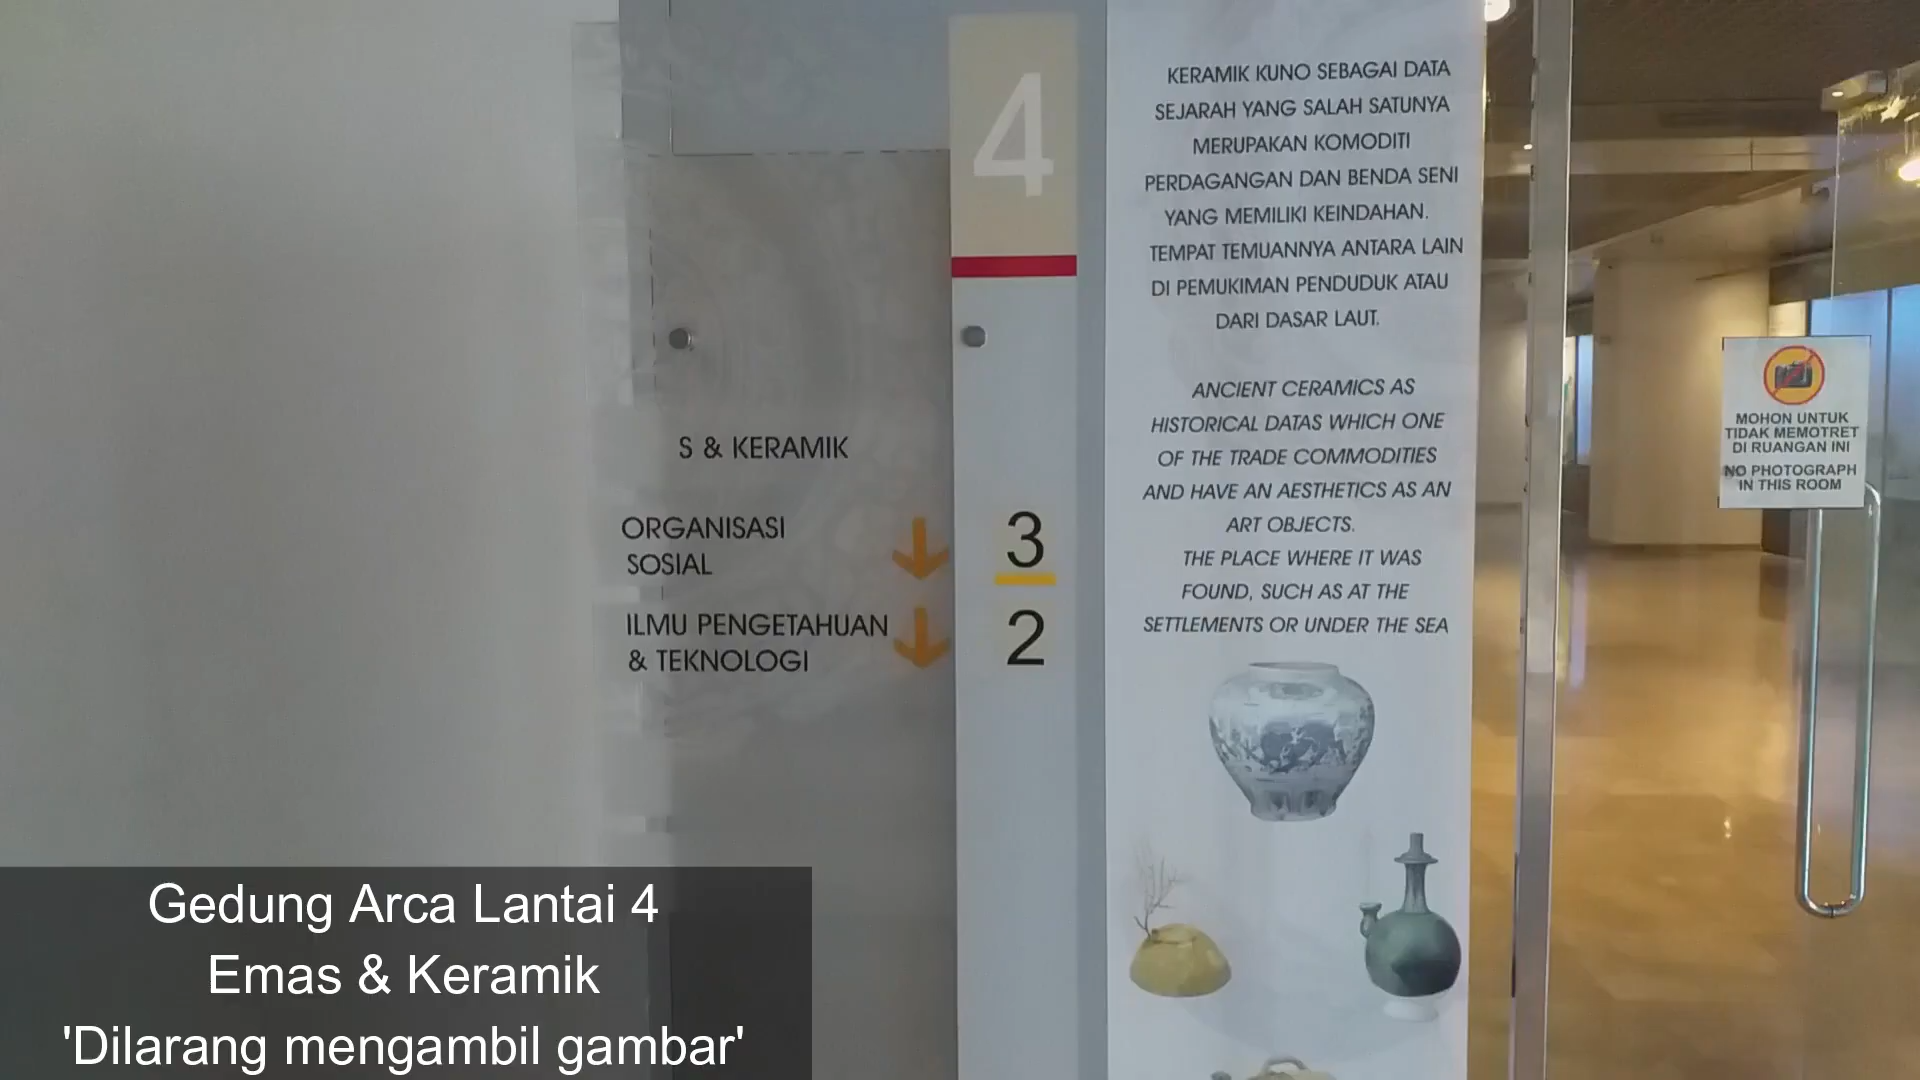 4
S & KERAMIK
ORGANISASI
SOSIAL
3
ILMU PENGETAHUAN
& TEKNOLOGI
2
KERAMIK KUNO SEBAGAI DATA
SEJARAH YANG SALAH SATUNYA
MERUPAKAN KOMODITI
PERDAGANGAN DAN BENDA SENI
YANG MEMILIKI KEINDAHAN.
TEMPAT TEMUANNYA ANTARA LAIN
DI PEMUKIMAN PENDUDUK ATAU
DARI DASAR LAUT.
ANCIENT CERAMICS AS
HISTORICAL DATAS WHICH ONE
OF THE TRADE COMMODITIES
AND HAVE AN AESTHETICS AS AN
ART OBJECTS.
THE PLACE WHERE IT WAS
FOUND, SUCH AS AT THE
SETTLEMENTS OR UNDER THE SEA
MOHON UNTUK
TIDAK MEMOTRET
DI RUANGAN INI
NO PHOTOGRAPH
IN THIS ROOM
Gedung Arca Lantai 4
Emas & Keramik
'Dilarang mengambil gambar'